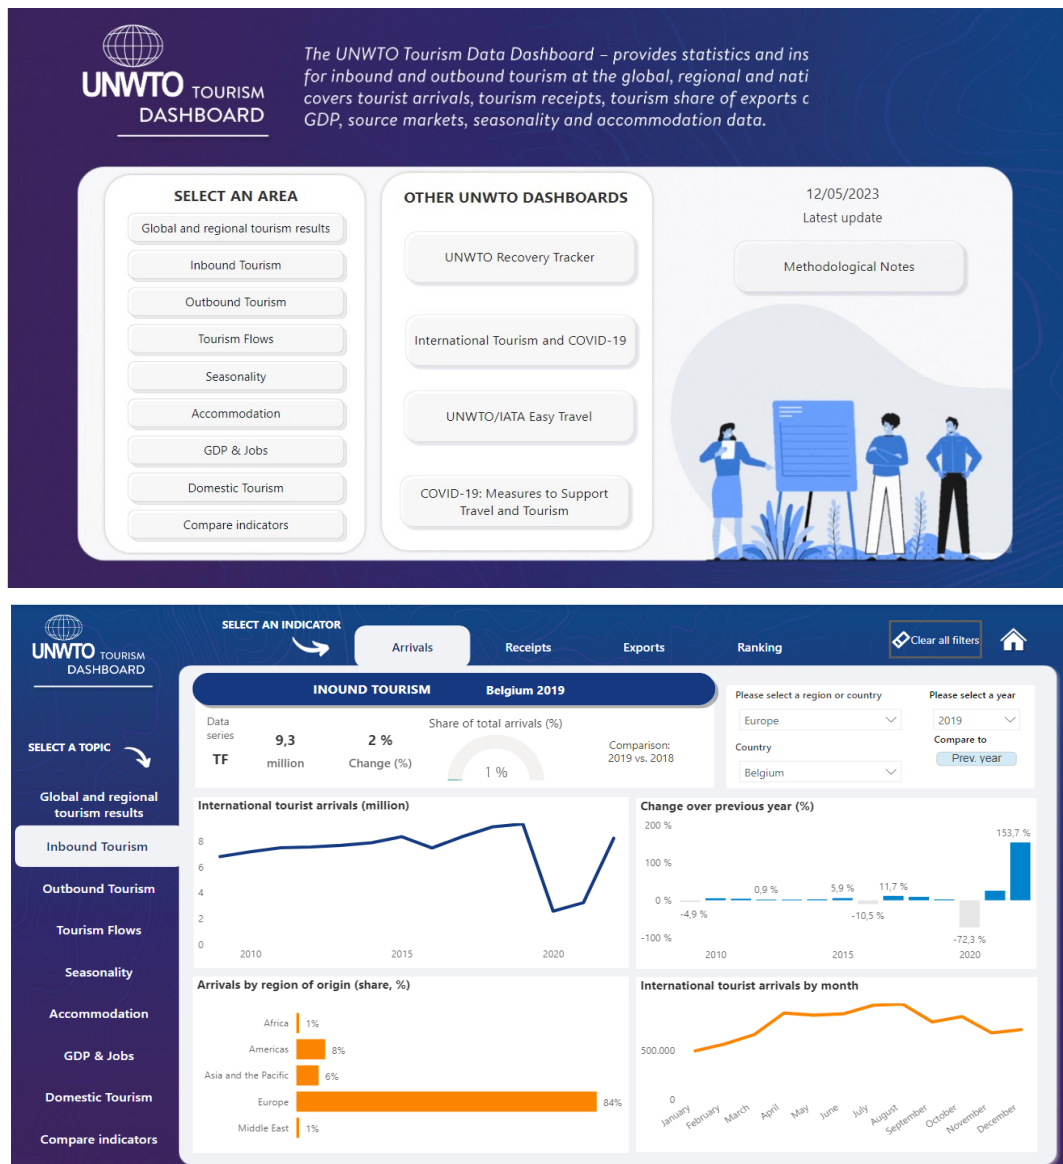 UNWTO TOURISM
DASHBOARD
The UNWTO Tourism Data Dashboard – provides statistics and ins
for inbound and outbound tourism at the global, regional and nati
covers tourist arrivals, tourism receipts, tourism share of exports c
GDP, source markets, seasonality and accommodation data.
SELECT AN AREA
Global and regional tourism results
Inbound Tourism
Outbound Tourism
Tourism Flows
Seasonality
Accommodation
GDP & Jobs
Domestic Tourism
Compare indicators
OTHER UNWTO DASHBOARDS
UNWTO Recovery Tracker
International Tourism and COVID-19
UNWTO/IATA Easy Travel
COVID-19: Measures to Support
Travel and Tourism
12/05/2023
Latest update
Methodological Notes
UNWTO TOURISM
DASHBOARD
SELECT AN INDICATOR
Arrivals
Receipts
Exports
Ranking
Clear all filters
SELECT A TOPIC
Global and regional
tourism results
Inbound Tourism
Outbound Tourism
Tourism Flows
Seasonality
Accommodation
GDP & Jobs
Domestic Tourism
Compare indicators
INOUND TOURISM Belgium 2019
Data
series
TF
9,3
million
2 %
Change (%)
Share of total arrivals (%)
1 %
Comparison:
2019 vs. 2018
Please select a region or country
Europe
Country
Belgium
Please select a year
2019
Compare to
Prev. year
International tourist arrivals (million)
8
6
4
2
0
2010 2015 2020
Change over previous year (%)
200 %
100 %
0 %
-100 %
-4,9 %
0,9 %
5,9 %
-10,5 %
11,7 %
-72,3 %
153,7 %
2010 2015 2020
Arrivals by region of origin (share, %)
Africa 1%
Americas 8%
Asia and the Pacific 6%
Europe 84%
Middle East 1%
International tourist arrivals by month
500.000
0
January
February
March
April
May
June
July
August
September
October
November
December